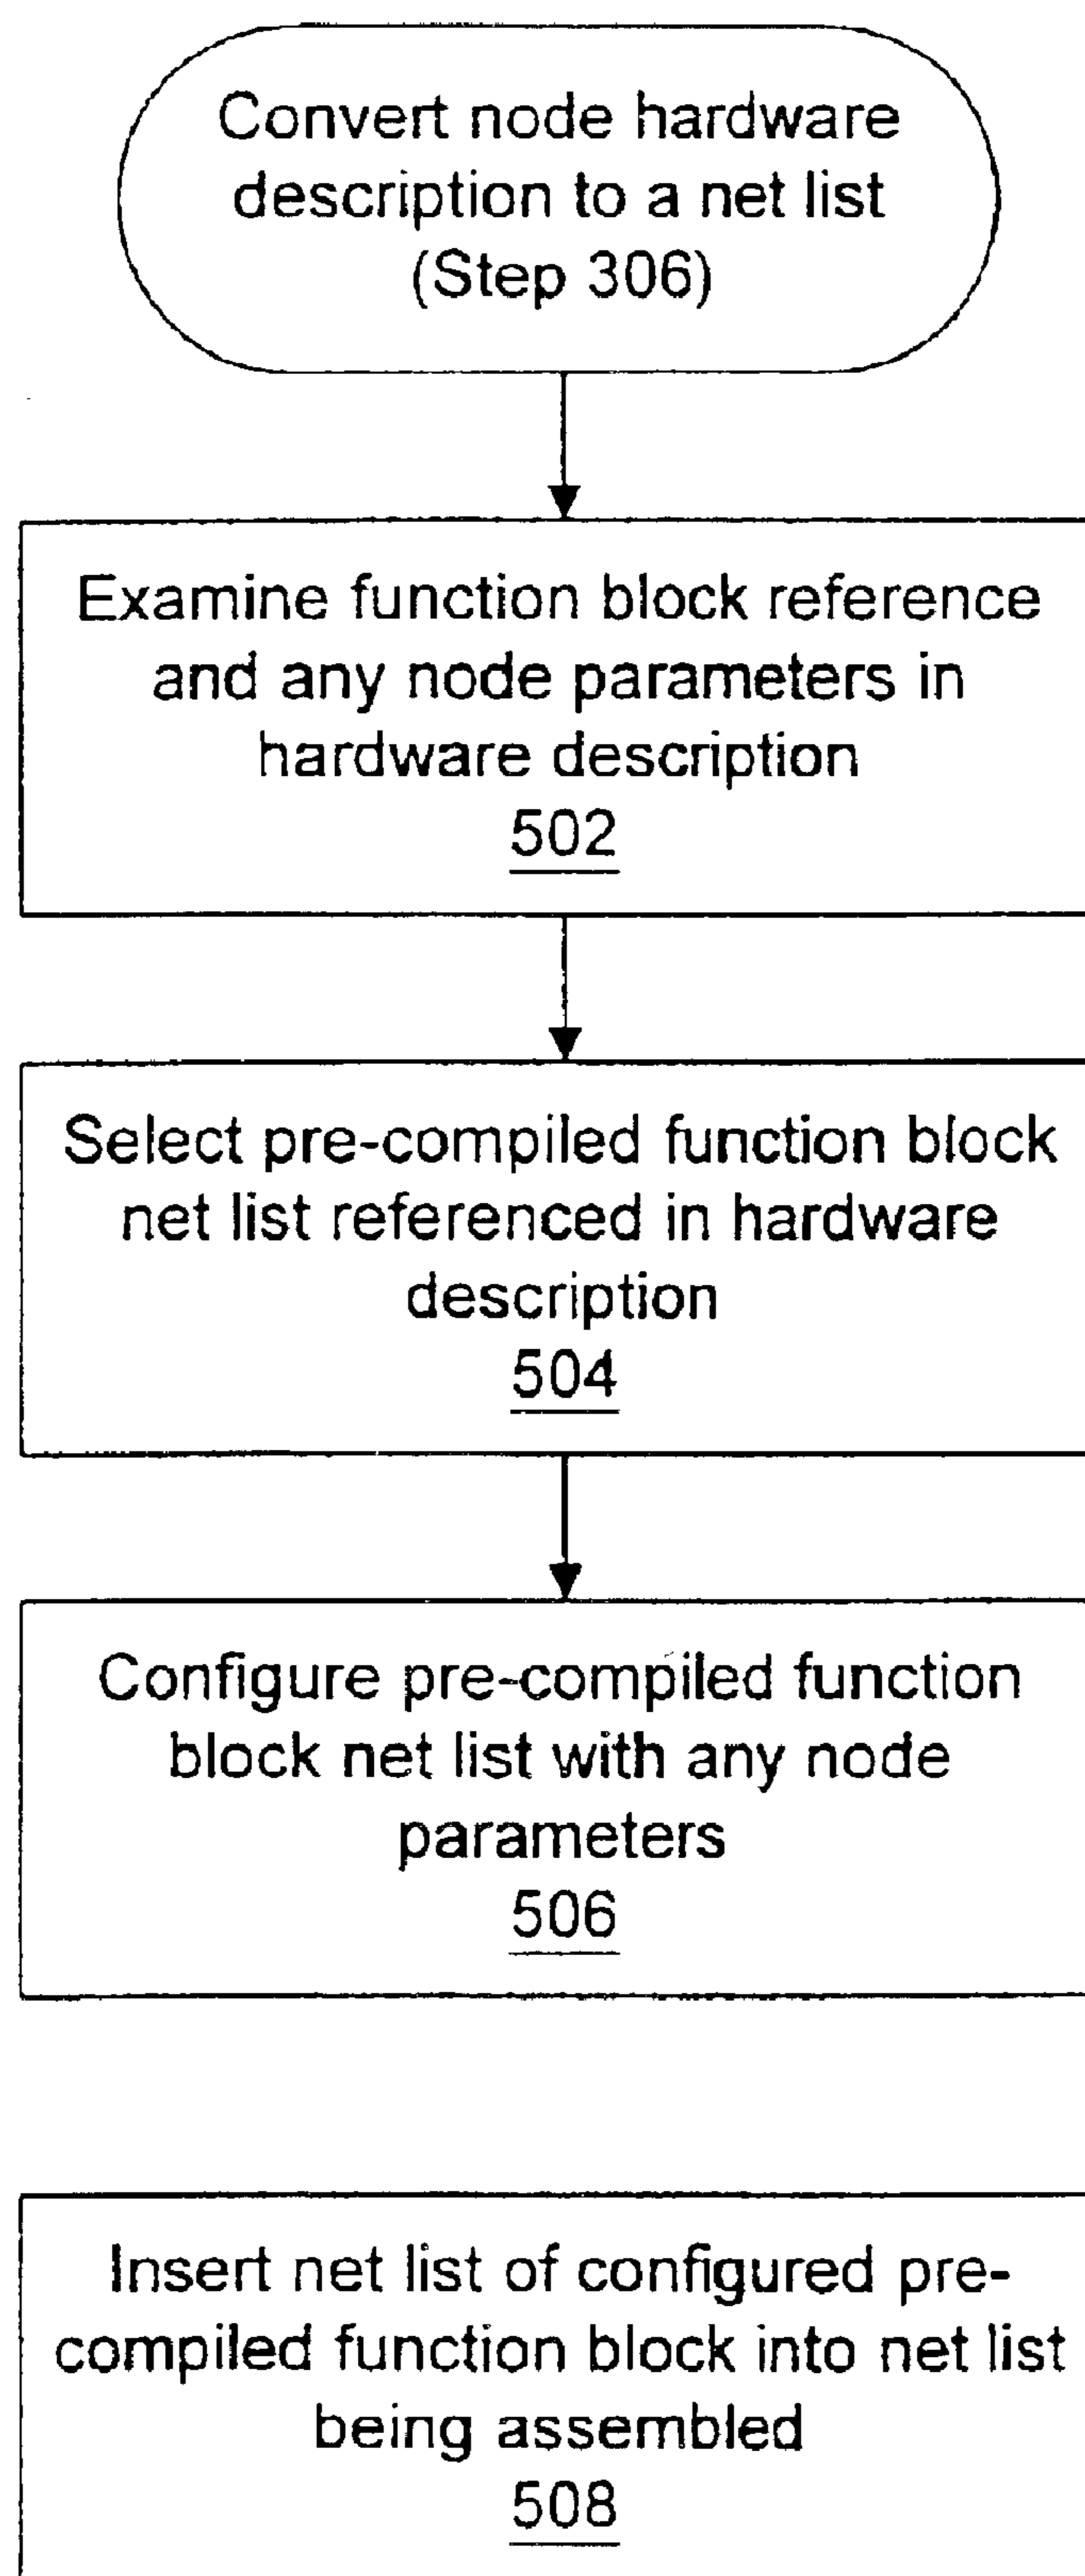 Convert node hardware
description to a net list
(Step 306)
Examine function block reference
and any node parameters in
hardware description
502
Select pre-compiled function block
net list referenced in hardware
description
504
Configure pre-compiled function
block net list with any node
parameters
506
Insert net list of configured pre-
compiled function block into net list
being assembled
508